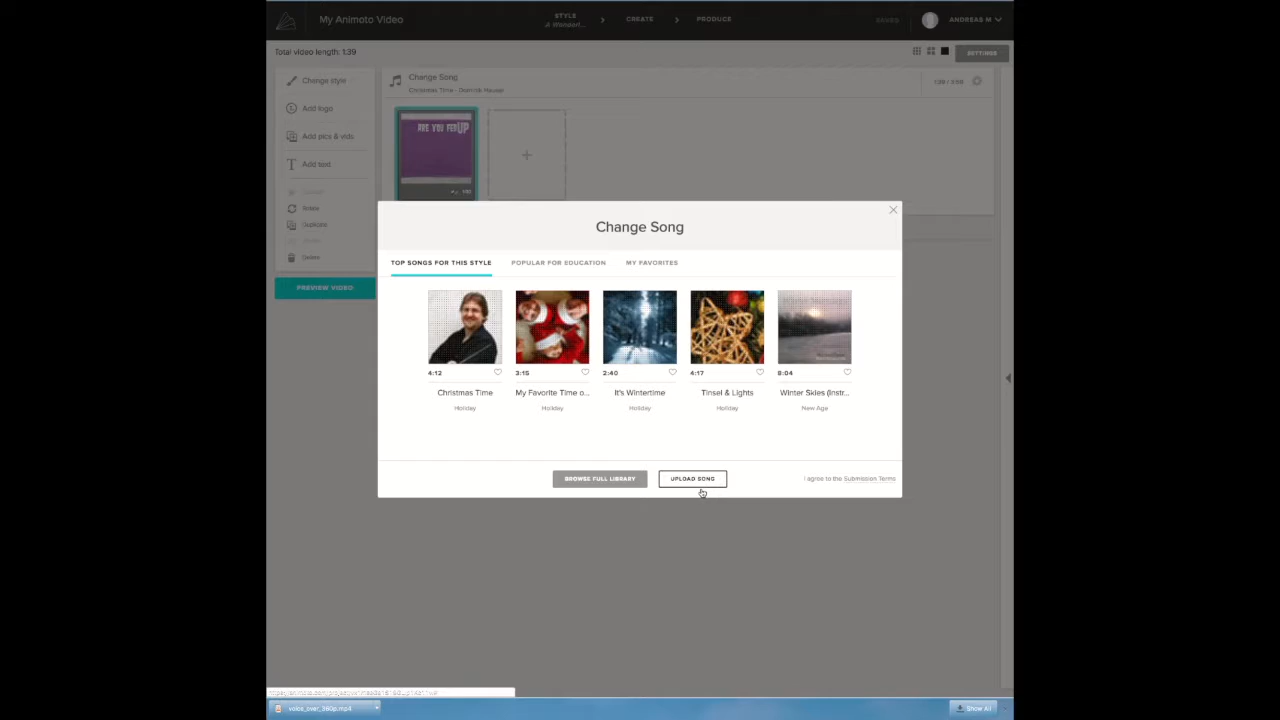 My Animoto Video
STYLE
CREATE
PRODUCE
SAVED
ANDREAS M
Total video length: 1:39
SETTINGS
Change style
Add logo
Add pics & vids
Add text
Rotate
Duplicate
Delete
PREVIEW VIDEO
Change Song
ARE YOU FED UP
Change Song
TOP SONGS FOR THIS STYLE
POPULAR FOR EDUCATION
MY FAVORITES
4:12
3:15
2:40
4:17
8:04
Christmas Time
My Favorite Time o...
It's Wintertime
Tinsel & Lights
Winter Skies (Instr...
Holiday
Holiday
Holiday
Holiday
New Age
BROWSE FULL LIBRARY
UPLOAD SONG
I agree to the Submission Terms
voice_over_360p.mp4
Show All